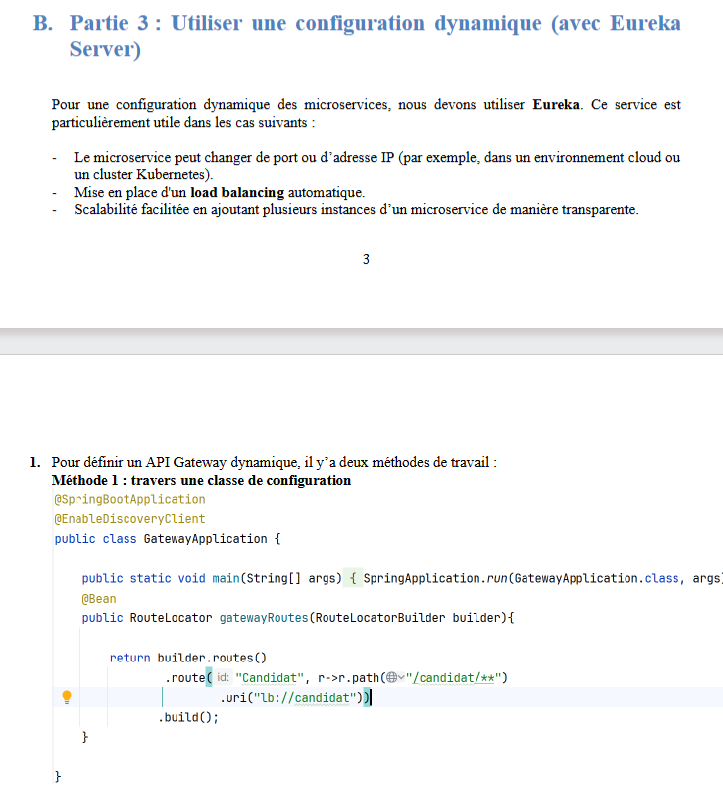 B. Partie 3 : Utiliser une configuration dynamique (avec Eureka
Server)
Pour une configuration dynamique des microservices, nous devons utiliser Eureka. Ce service est
particulièrement utile dans les cas suivants :
- Le microservice peut changer de port ou d’adresse IP (par exemple, dans un environnement cloud ou
un cluster Kubernetes).
- Mise en place d'un load balancing automatique.
- Scalabilité facilitée en ajoutant plusieurs instances d’un microservice de manière transparente.
3
1. Pour définir un API Gateway dynamique, il y’a deux méthodes de travail :
Méthode 1 : travers une classe de configuration
@SpringBootApplication
@EnableDiscoveryClient
public class GatewayApplication {
public static void main(String[] args) { SpringApplication.run(GatewayApplication.class, args)
@Bean
public RouteLocator gatewayRoutes(RouteLocatorBuilder builder){
return builder.routes()
.route( id: "Candidat", r->r.path("/candidat/**")
.uri("lb://candidat"))
.build();
}
}